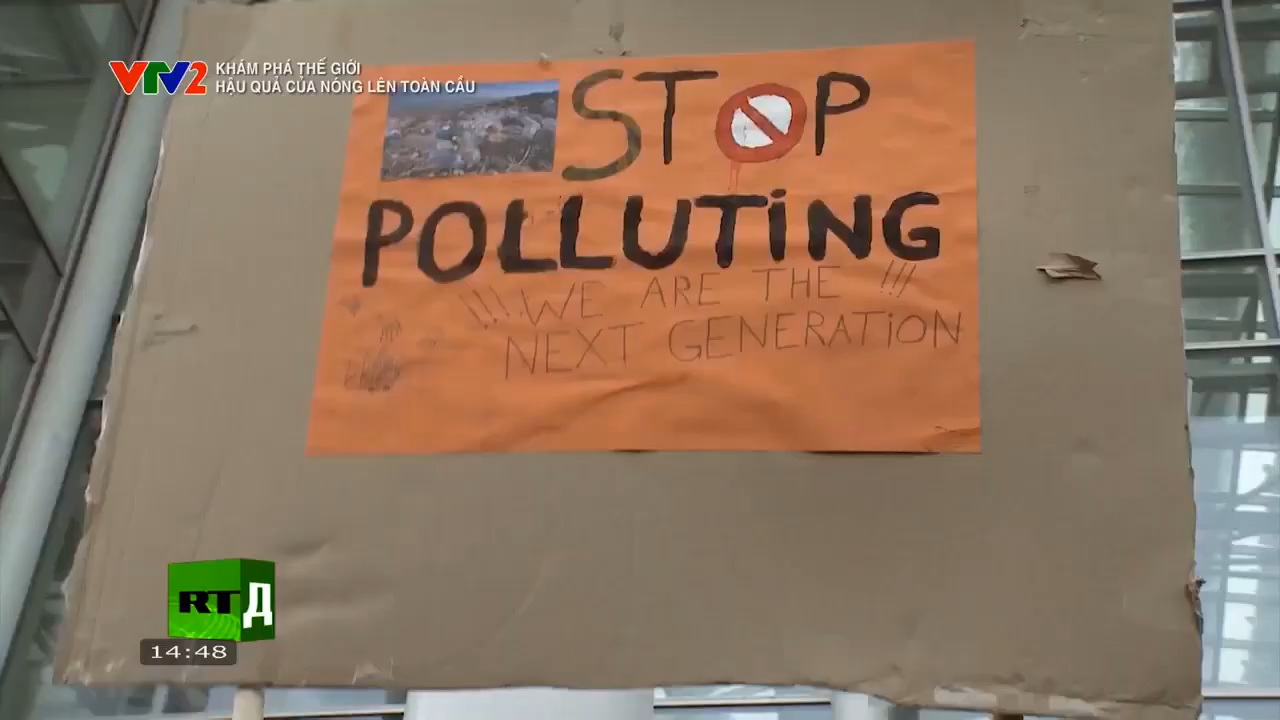 VTV2 KHÁM PHÁ THẾ GIỚI
HẬU QUẢ CỦA NÓNG LÊN TOÀN CẦU
STOP
POLLUTING
!!! WE ARE THE !!!
NEXT GENERATION
RTД
14:48